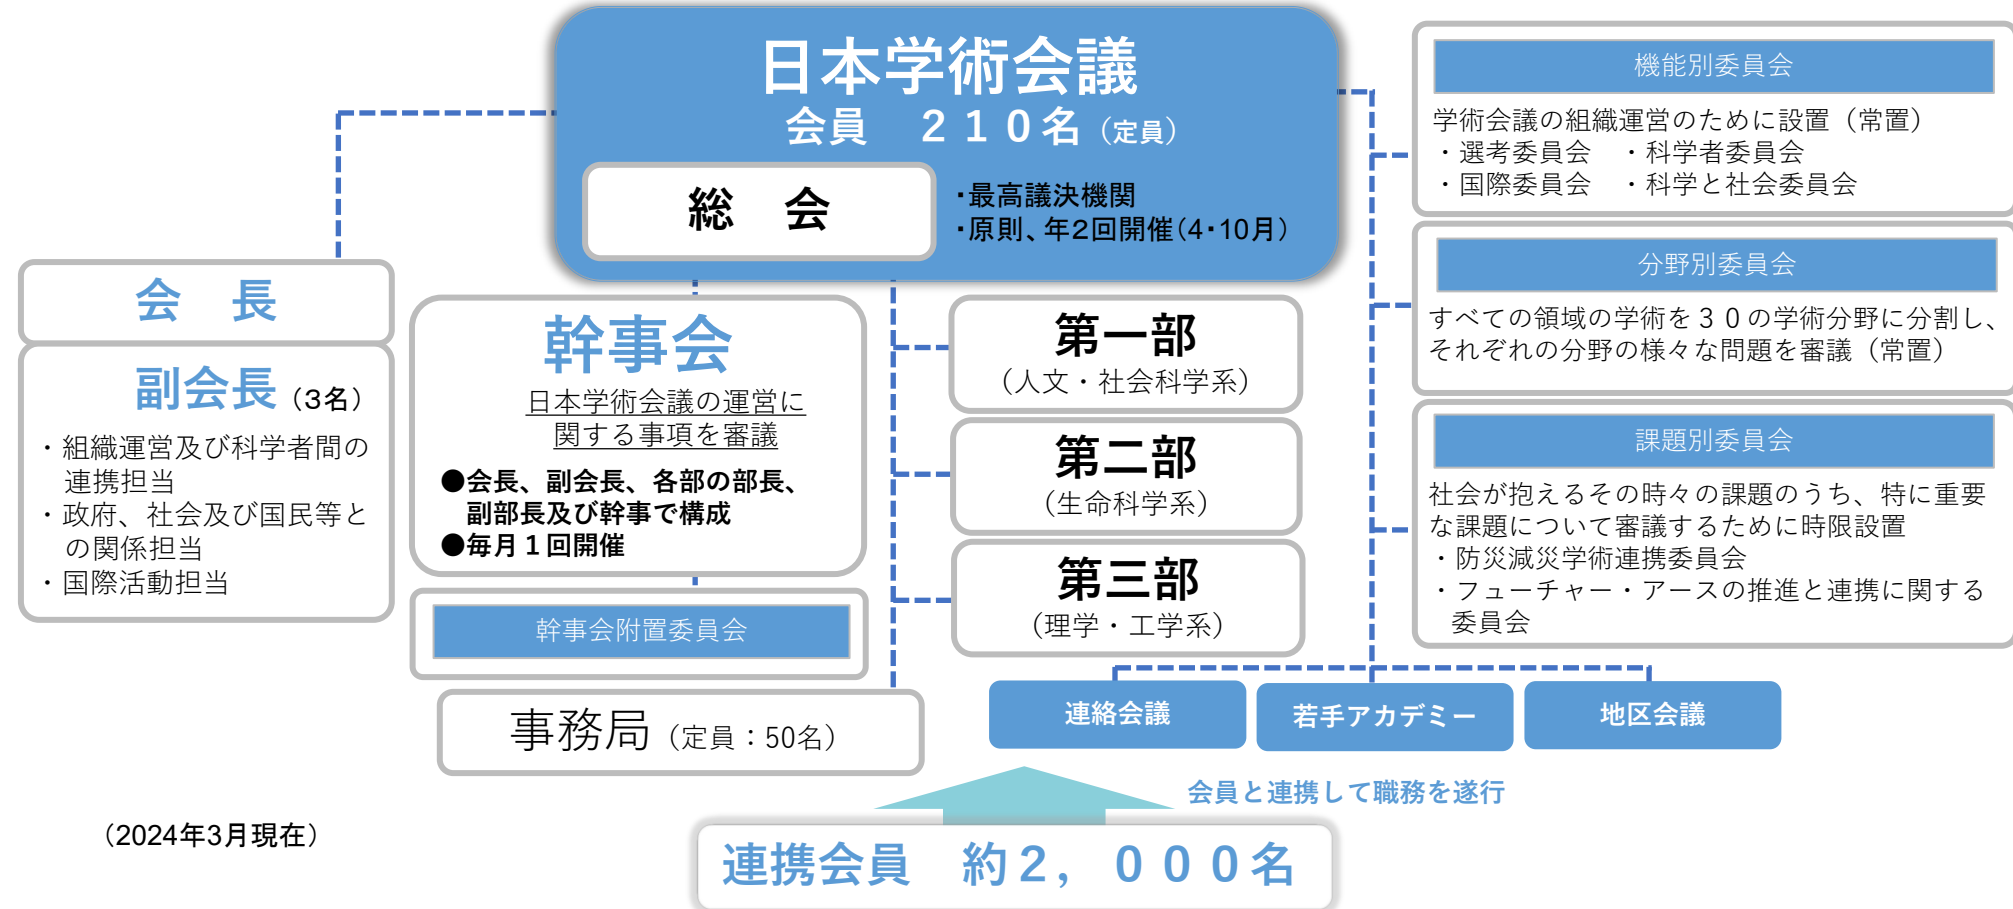 日本学術会議
会員　２１０名（定員）
総　会
・最高議決機関
・原則、年２回開催（4・10月）
会　長
副会長（3名）
・組織運営及び科学者間の
連携担当
・政府、社会及び国民等と
の関係担当
・国際活動担当
幹事会
日本学術会議の運営に
関する事項を審議
●会長、副会長、各部の部長、
副部長及び幹事で構成
●毎月１回開催
幹事会附置委員会
事務局（定員：50名）
第一部
（人文・社会科学系）
第二部
（生命科学系）
第三部
（理学・工学系）
機能別委員会
学術会議の組織運営のために設置（常置）
・選考委員会　・科学者委員会
・国際委員会　・科学と社会委員会
分野別委員会
すべての領域の学術を３０の学術分野に分割し、
それぞれの分野の様々な問題を審議（常置）
課題別委員会
社会が抱えるその時々の課題のうち、特に重要
な課題について審議するために時限設置
・防災減災学術連携委員会
・フューチャー・アースの推進と連携に関する
委員会
連絡会議
若手アカデミー
地区会議
会員と連携して職務を遂行
連携会員　約２，０００名
（2024年3月現在）